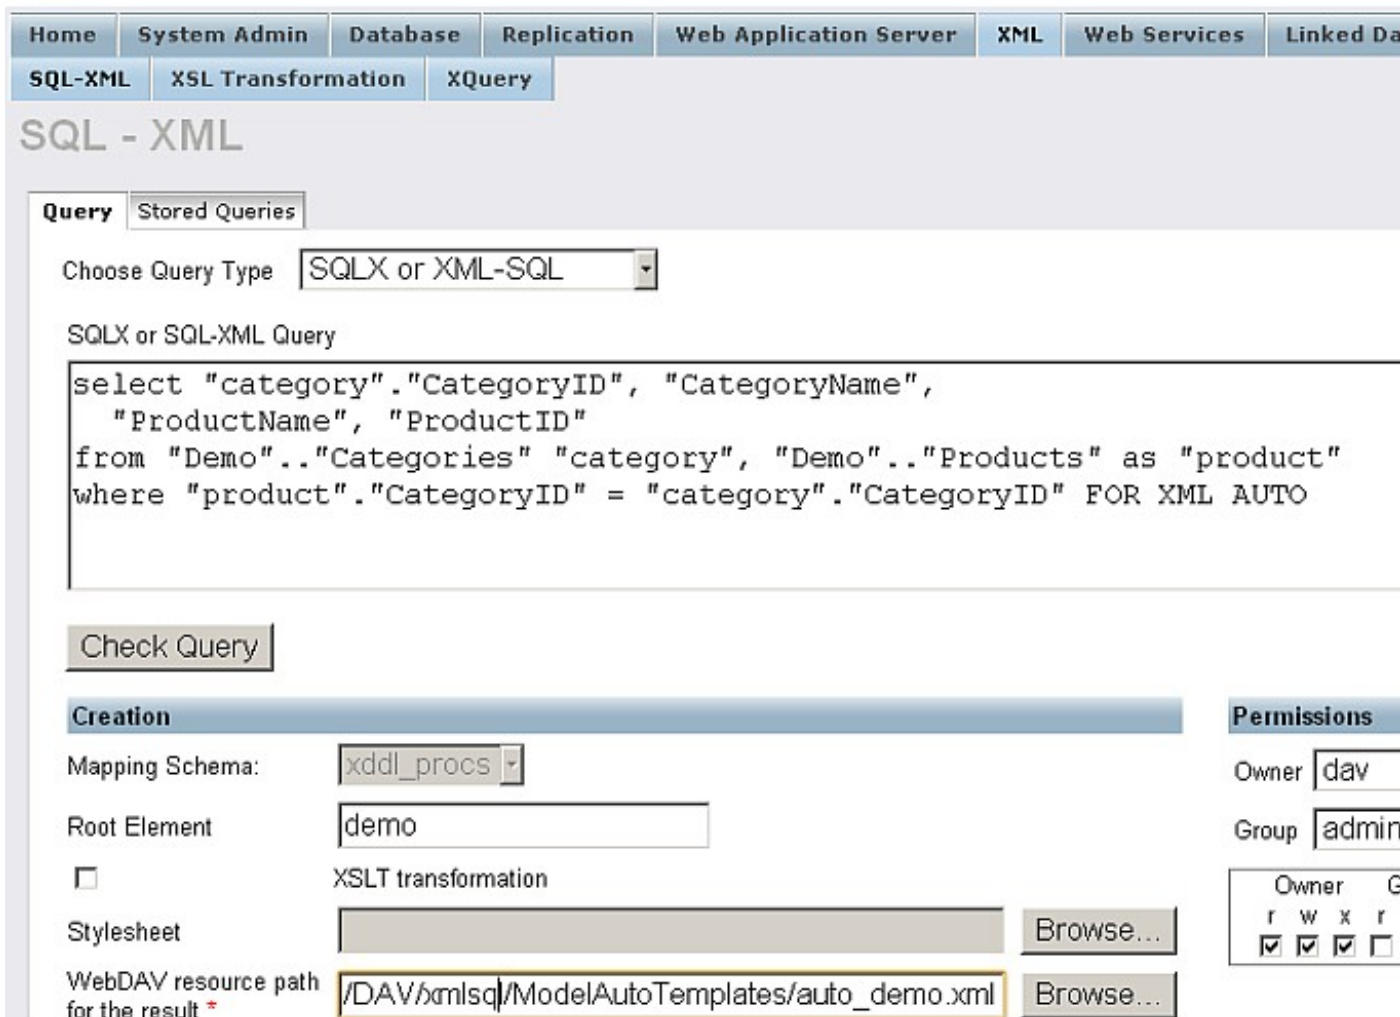 Home System Admin Database Replication Web Application Server XML Web Services Linked Da
SQL-XML XSL Transformation XQuery
SQL - XML
Query Stored Queries
Choose Query Type SQLX or XML-SQL
SQLX or SQL-XML Query
select "category"."CategoryID", "CategoryName",
"ProductName", "ProductID"
from "Demo".."Categories" "category", "Demo".."Products" as "product"
where "product"."CategoryID" = "category"."CategoryID" FOR XML AUTO
Check Query
Creation Permissions
Mapping Schema: xddl_procs Owner dav
Root Element demo Group admin
XSLT transformation
Owner G
r w x r
Stylesheet Browse...
WebDAV resource path
for the result * /DAV/xmlsql/ModelAutoTemplates/auto_demo.xml Browse...